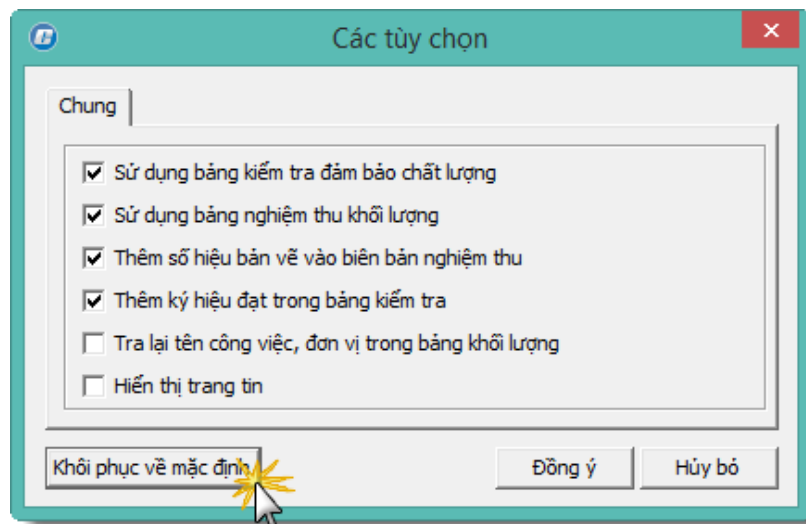 Các tùy chọn
Chung
Sử dụng bảng kiểm tra đảm bảo chất lượng
Sử dụng bảng nghiệm thu khối lượng
Thêm số hiệu bản vẽ vào biên bản nghiệm thu
Thêm ký hiệu đạt trong bảng kiểm tra
Tra lại tên công việc, đơn vị trong bảng khối lượng
Hiển thị trang tin
Khôi phục về mặc định
Đồng ý
Hủy bỏ